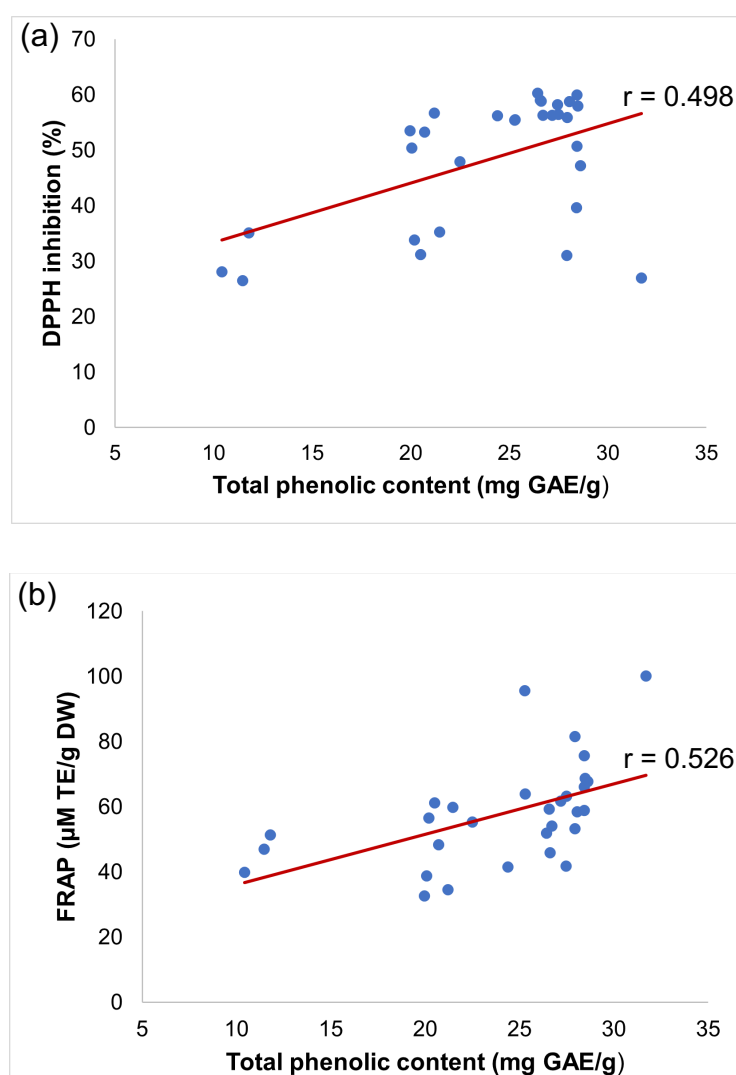 (a)
70
60
50
40
30
20
10
0
r = 0.498
DPPH inhibition (%)
5 10 15 20 25 30 35
Total phenolic content (mg GAE/g)
(b)
120
100
80
60
40
20
0
r = 0.526
FRAP (µM TE/g DW)
5 10 15 20 25 30 35
Total phenolic content (mg GAE/g)